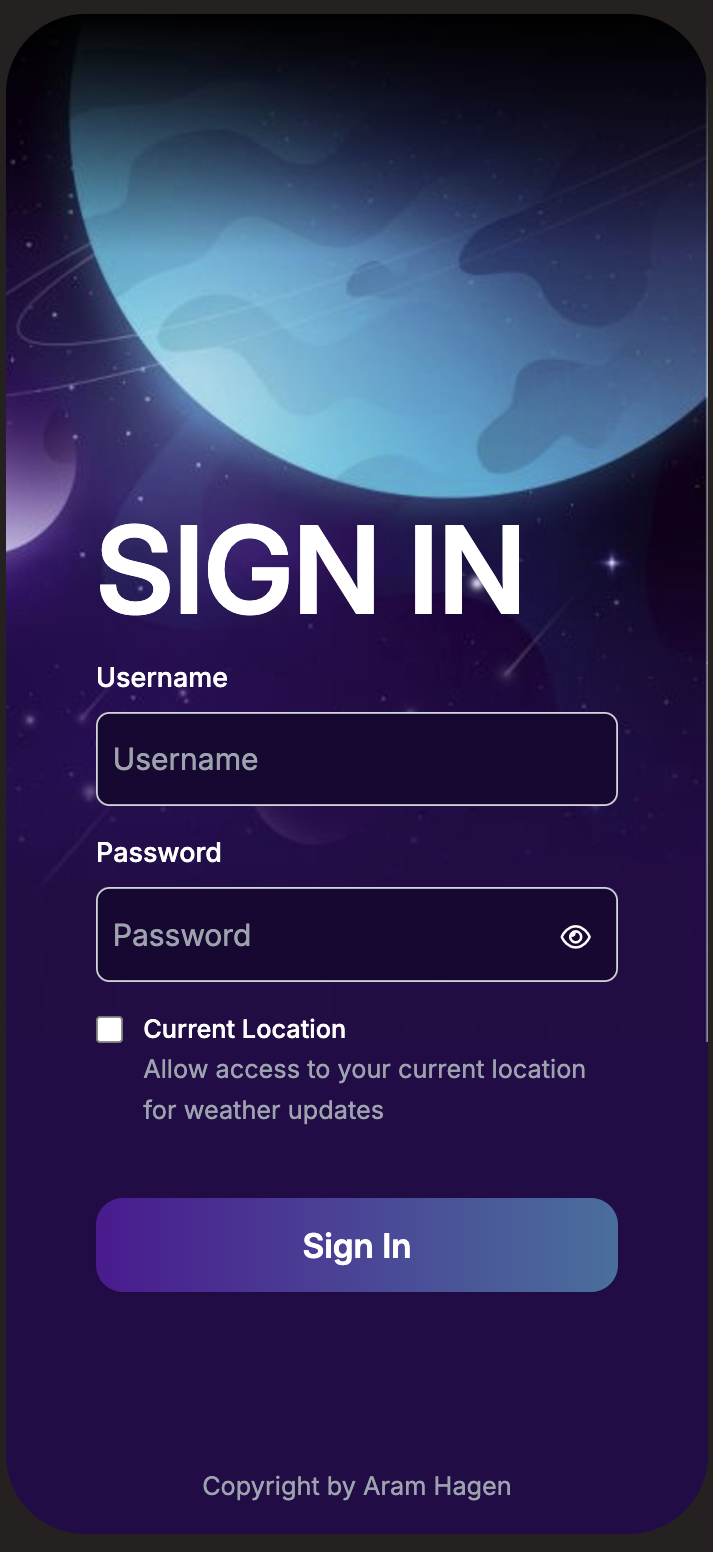 SIGN IN
Username
Username
Password
Password
Current Location
Allow access to your current location
for weather updates
Sign In
Copyright by Aram Hagen